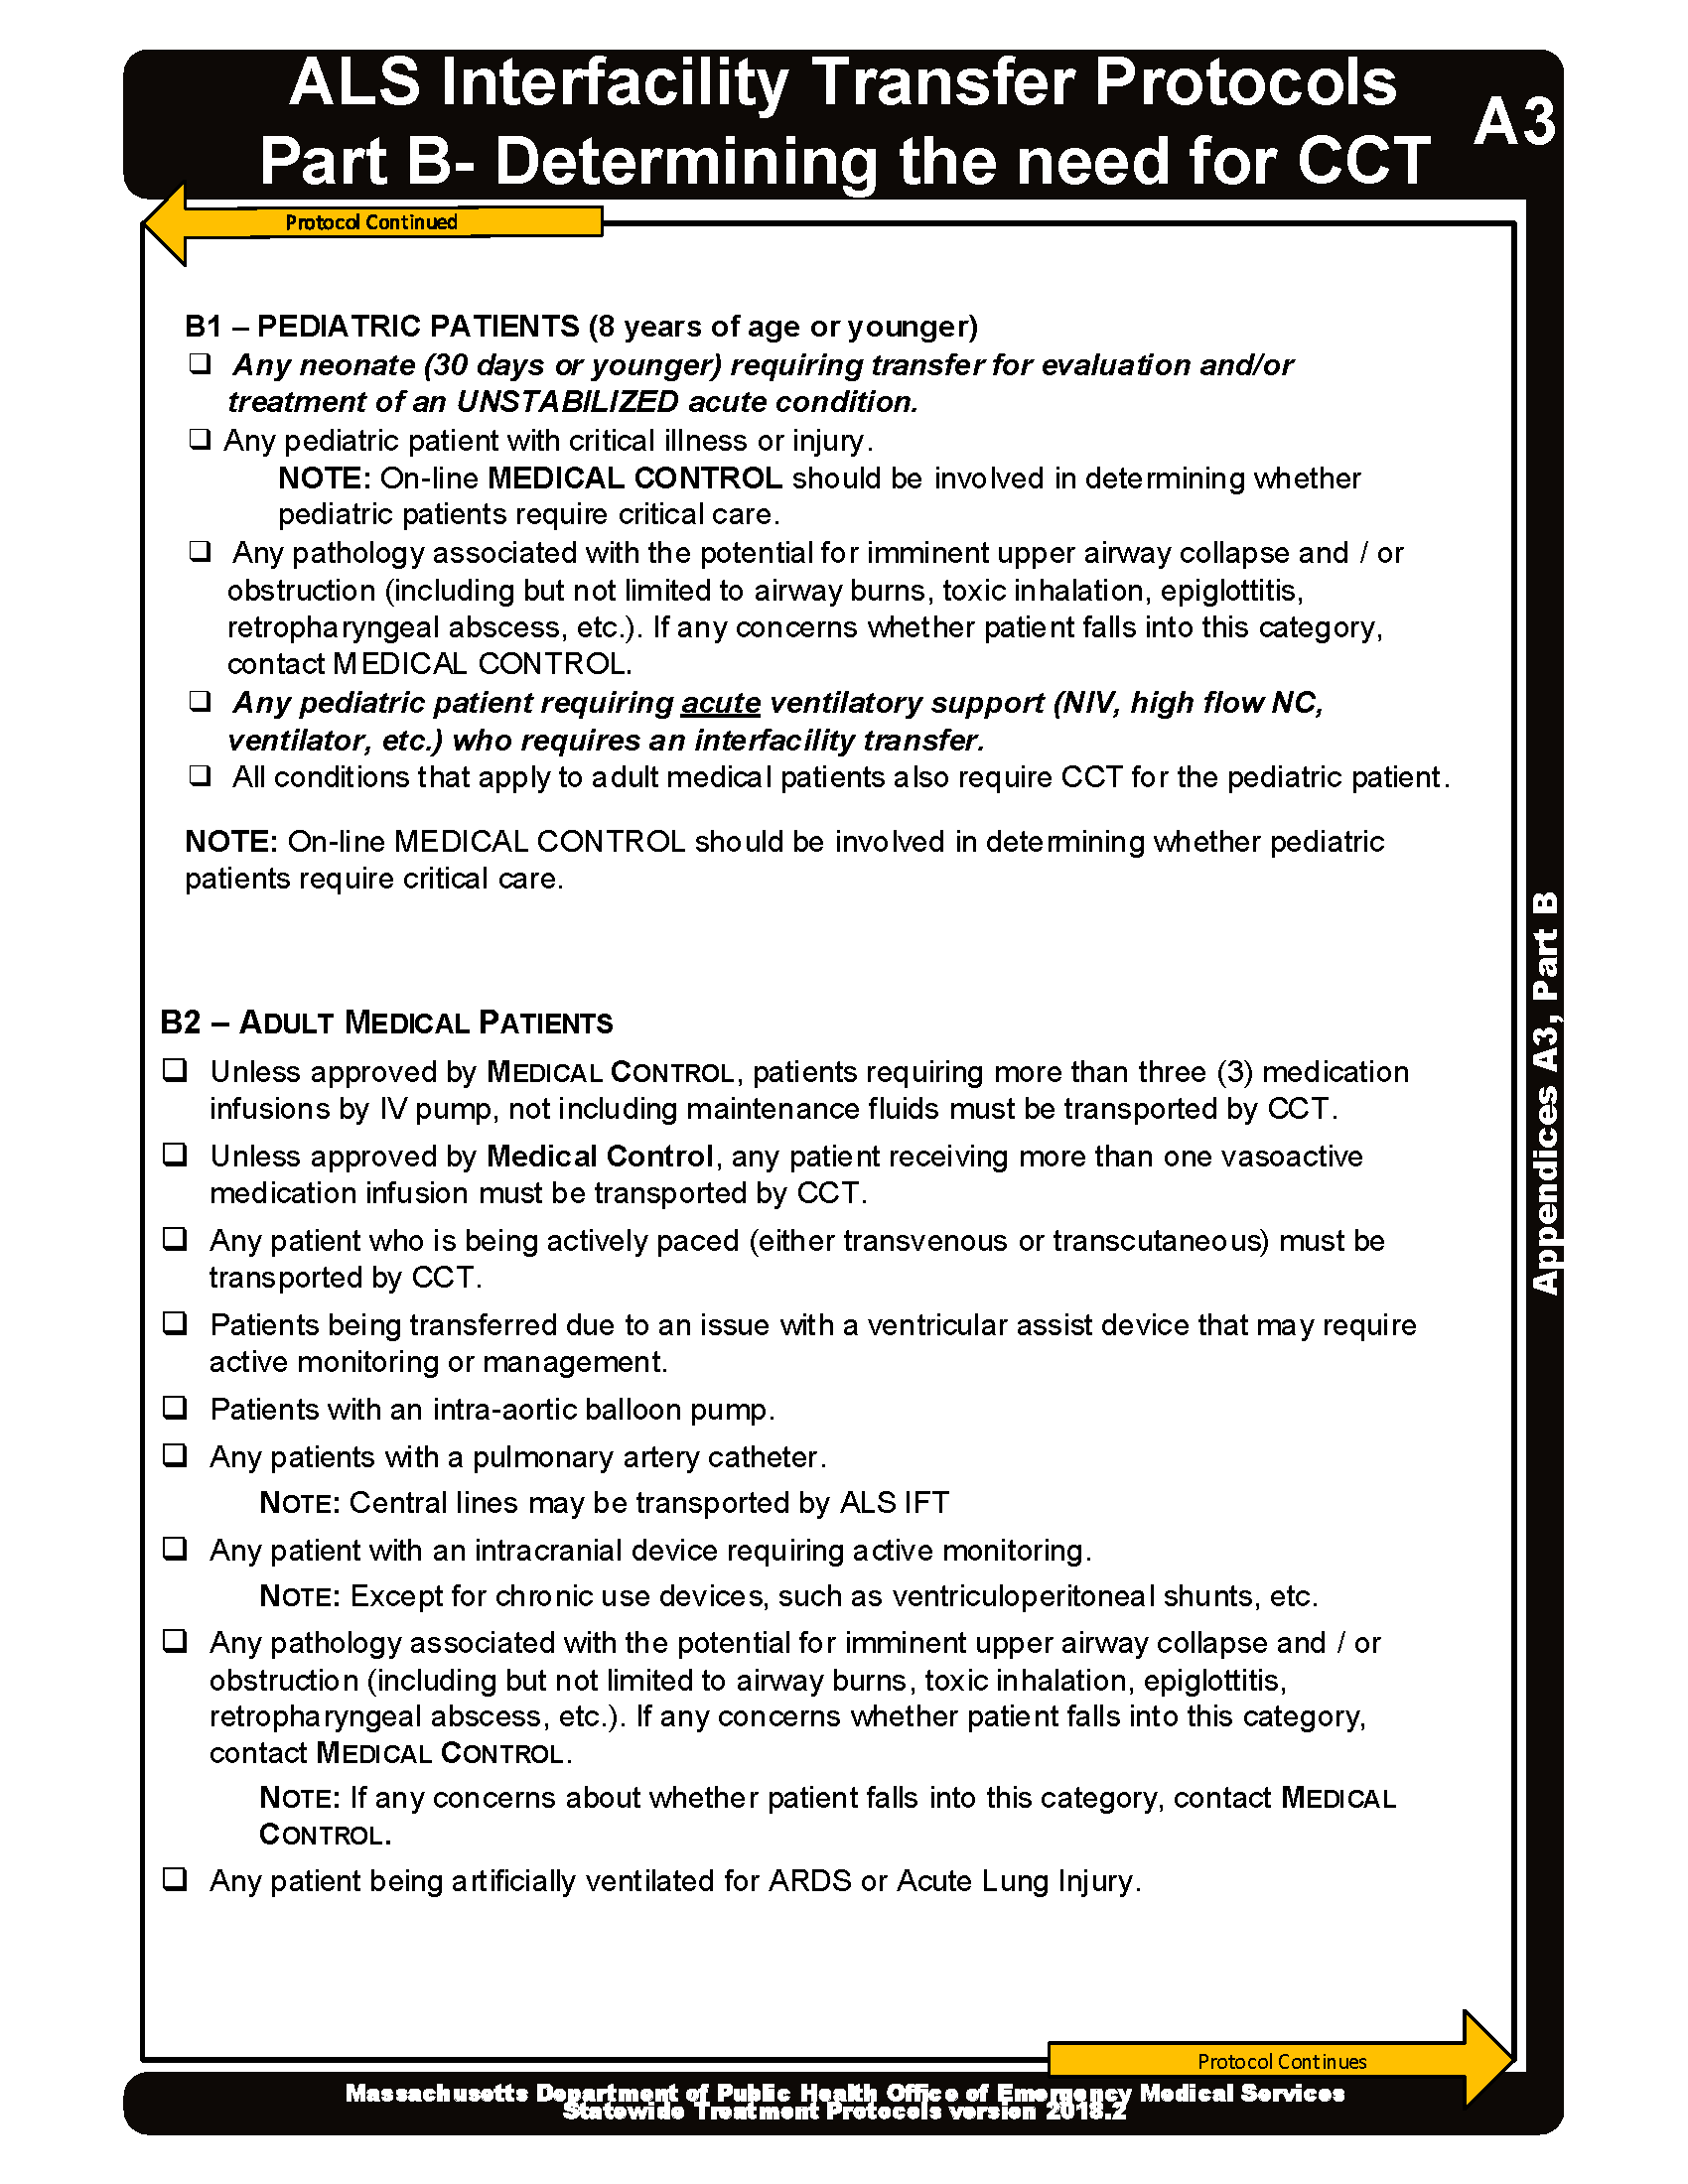 ALS Interfacility Transfer Protocols
Part B- Determining the need for CCT
A3
Protocol Continued
B1 – PEDIATRIC PATIENTS (8 years of age or younger)
❑ Any neonate (30 days or younger) requiring transfer for evaluation and/or
treatment of an UNSTABILIZED acute condition.
❑ Any pediatric patient with critical illness or injury.
NOTE: On-line MEDICAL CONTROL should be involved in determining whether
pediatric patients require critical care.
❑ Any pathology associated with the potential for imminent upper airway collapse and / or
obstruction (including but not limited to airway burns, toxic inhalation, epiglottitis,
retropharyngeal abscess, etc.). If any concerns whether patient falls into this category,
contact MEDICAL CONTROL.
❑ Any pediatric patient requiring acute ventilatory support (NIV, high flow NC,
ventilator, etc.) who requires an interfacility transfer.
❑ All conditions that apply to adult medical patients also require CCT for the pediatric patient.
NOTE: On-line MEDICAL CONTROL should be involved in determining whether pediatric
patients require critical care.
B2 – ADULT MEDICAL PATIENTS
❑ Unless approved by MEDICAL CONTROL, patients requiring more than three (3) medication
infusions by IV pump, not including maintenance fluids must be transported by CCT.
❑ Unless approved by Medical Control, any patient receiving more than one vasoactive
medication infusion must be transported by CCT.
❑ Any patient who is being actively paced (either transvenous or transcutaneous) must be
transported by CCT.
❑ Patients being transferred due to an issue with a ventricular assist device that may require
active monitoring or management.
❑ Patients with an intra-aortic balloon pump.
❑ Any patients with a pulmonary artery catheter.
NOTE: Central lines may be transported by ALS IFT
❑ Any patient with an intracranial device requiring active monitoring.
NOTE: Except for chronic use devices, such as ventriculoperitoneal shunts, etc.
❑ Any pathology associated with the potential for imminent upper airway collapse and / or
obstruction (including but not limited to airway burns, toxic inhalation, epiglottitis,
retropharyngeal abscess, etc.). If any concerns whether patient falls into this category,
contact MEDICAL CONTROL.
NOTE: If any concerns about whether patient falls into this category, contact MEDICAL
CONTROL.
❑ Any patient being artificially ventilated for ARDS or Acute Lung Injury.
Appendices A3, Part B
Protocol Continues
Massachusetts Department of Public Health Office of Emergency Medical Services
Statewide Treatment Protocols version 2018.2